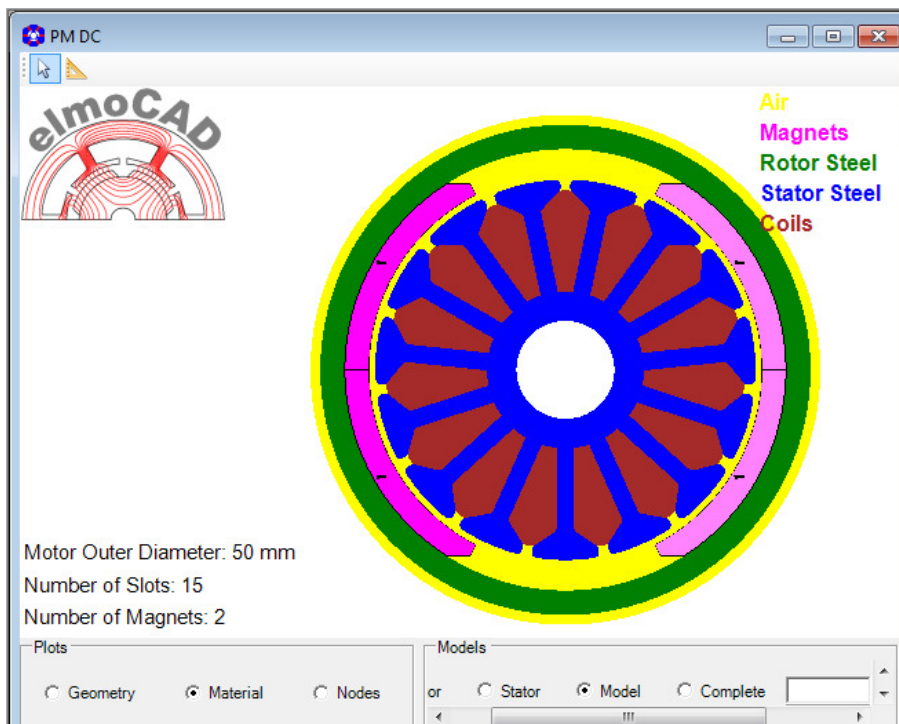 PM DC
elmoCAD
Air
Magnets
Rotor Steel
Stator Steel
Coils
Motor Outer Diameter: 50 mm
Number of Slots: 15
Number of Magnets: 2
Plots
Geometry
Material
Nodes
Models
or
Stator
Model
Complete